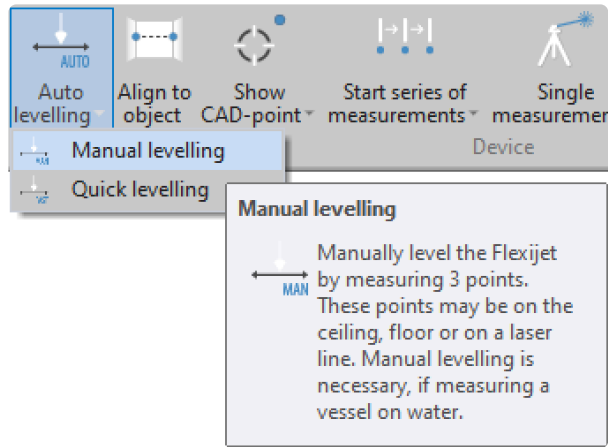 AUTO
Auto levelling
Align to object
Show CAD-point
Start series of measurements
Single measuremen
Device
MAN
Manual levelling
Quick levelling
Manual levelling
MAN
Manually level the Flexijet
by measuring 3 points.
These points may be on the
ceiling, floor or on a laser
line. Manual levelling is
necessary, if measuring a
vessel on water.